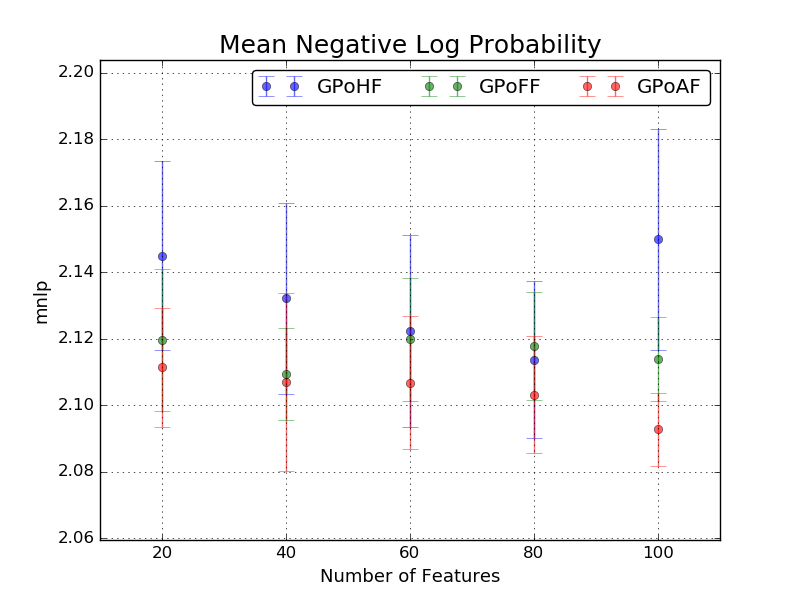 Mean Negative Log Probability
GPoHF GPoFF GPoAF
2.20
2.18
2.16
2.14
2.12
2.10
2.08
2.06
mnlp
20 40 60 80 100
Number of Features